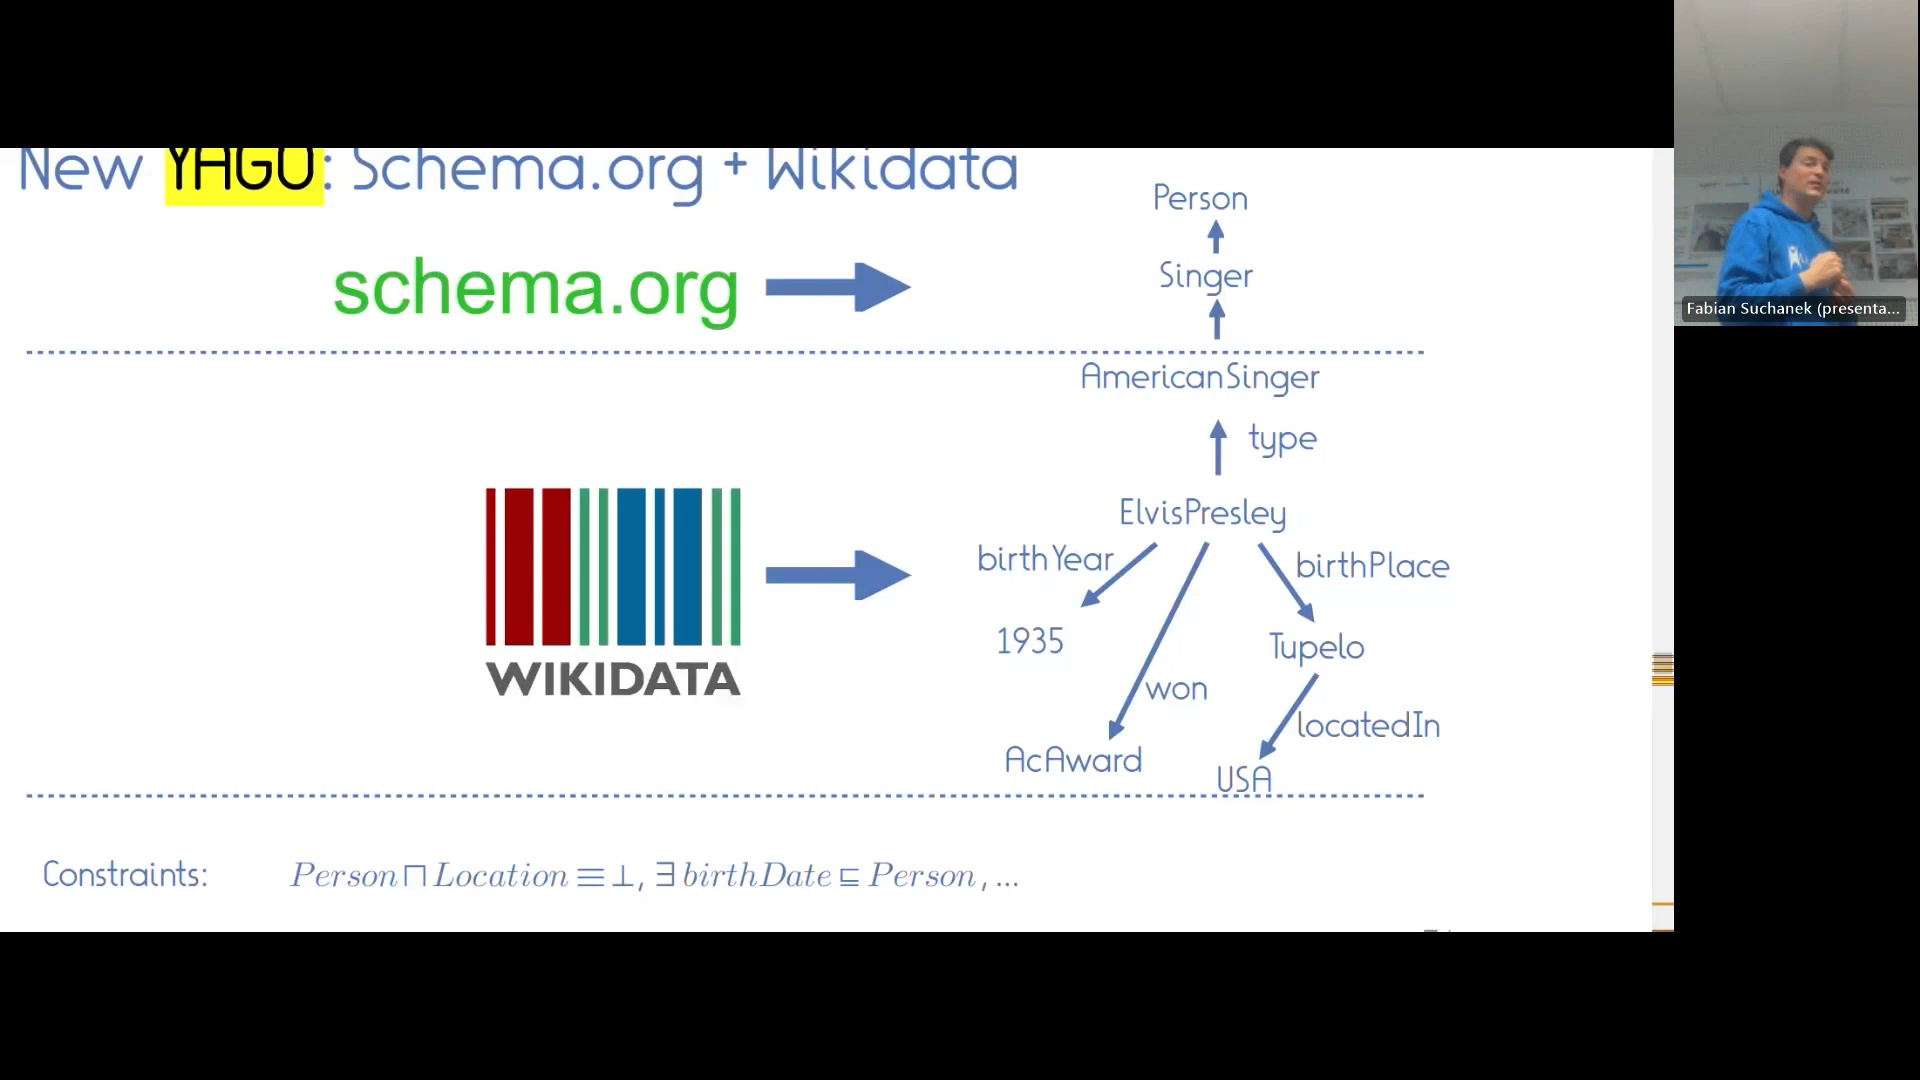 New YAGO: Schema.org + Wikidata
Person
schema.org
Singer
AmericanSinger
type
ElvisPresley
birthYear
birthPlace
1935
Tupelo
WIKIDATA
won
locatedIn
AcAward
USA
Constraints: Person ⊓ Location ≡ ⊥, ∃ birthDate ⊑ Person, ...
Fabian Suchanek (presenta...